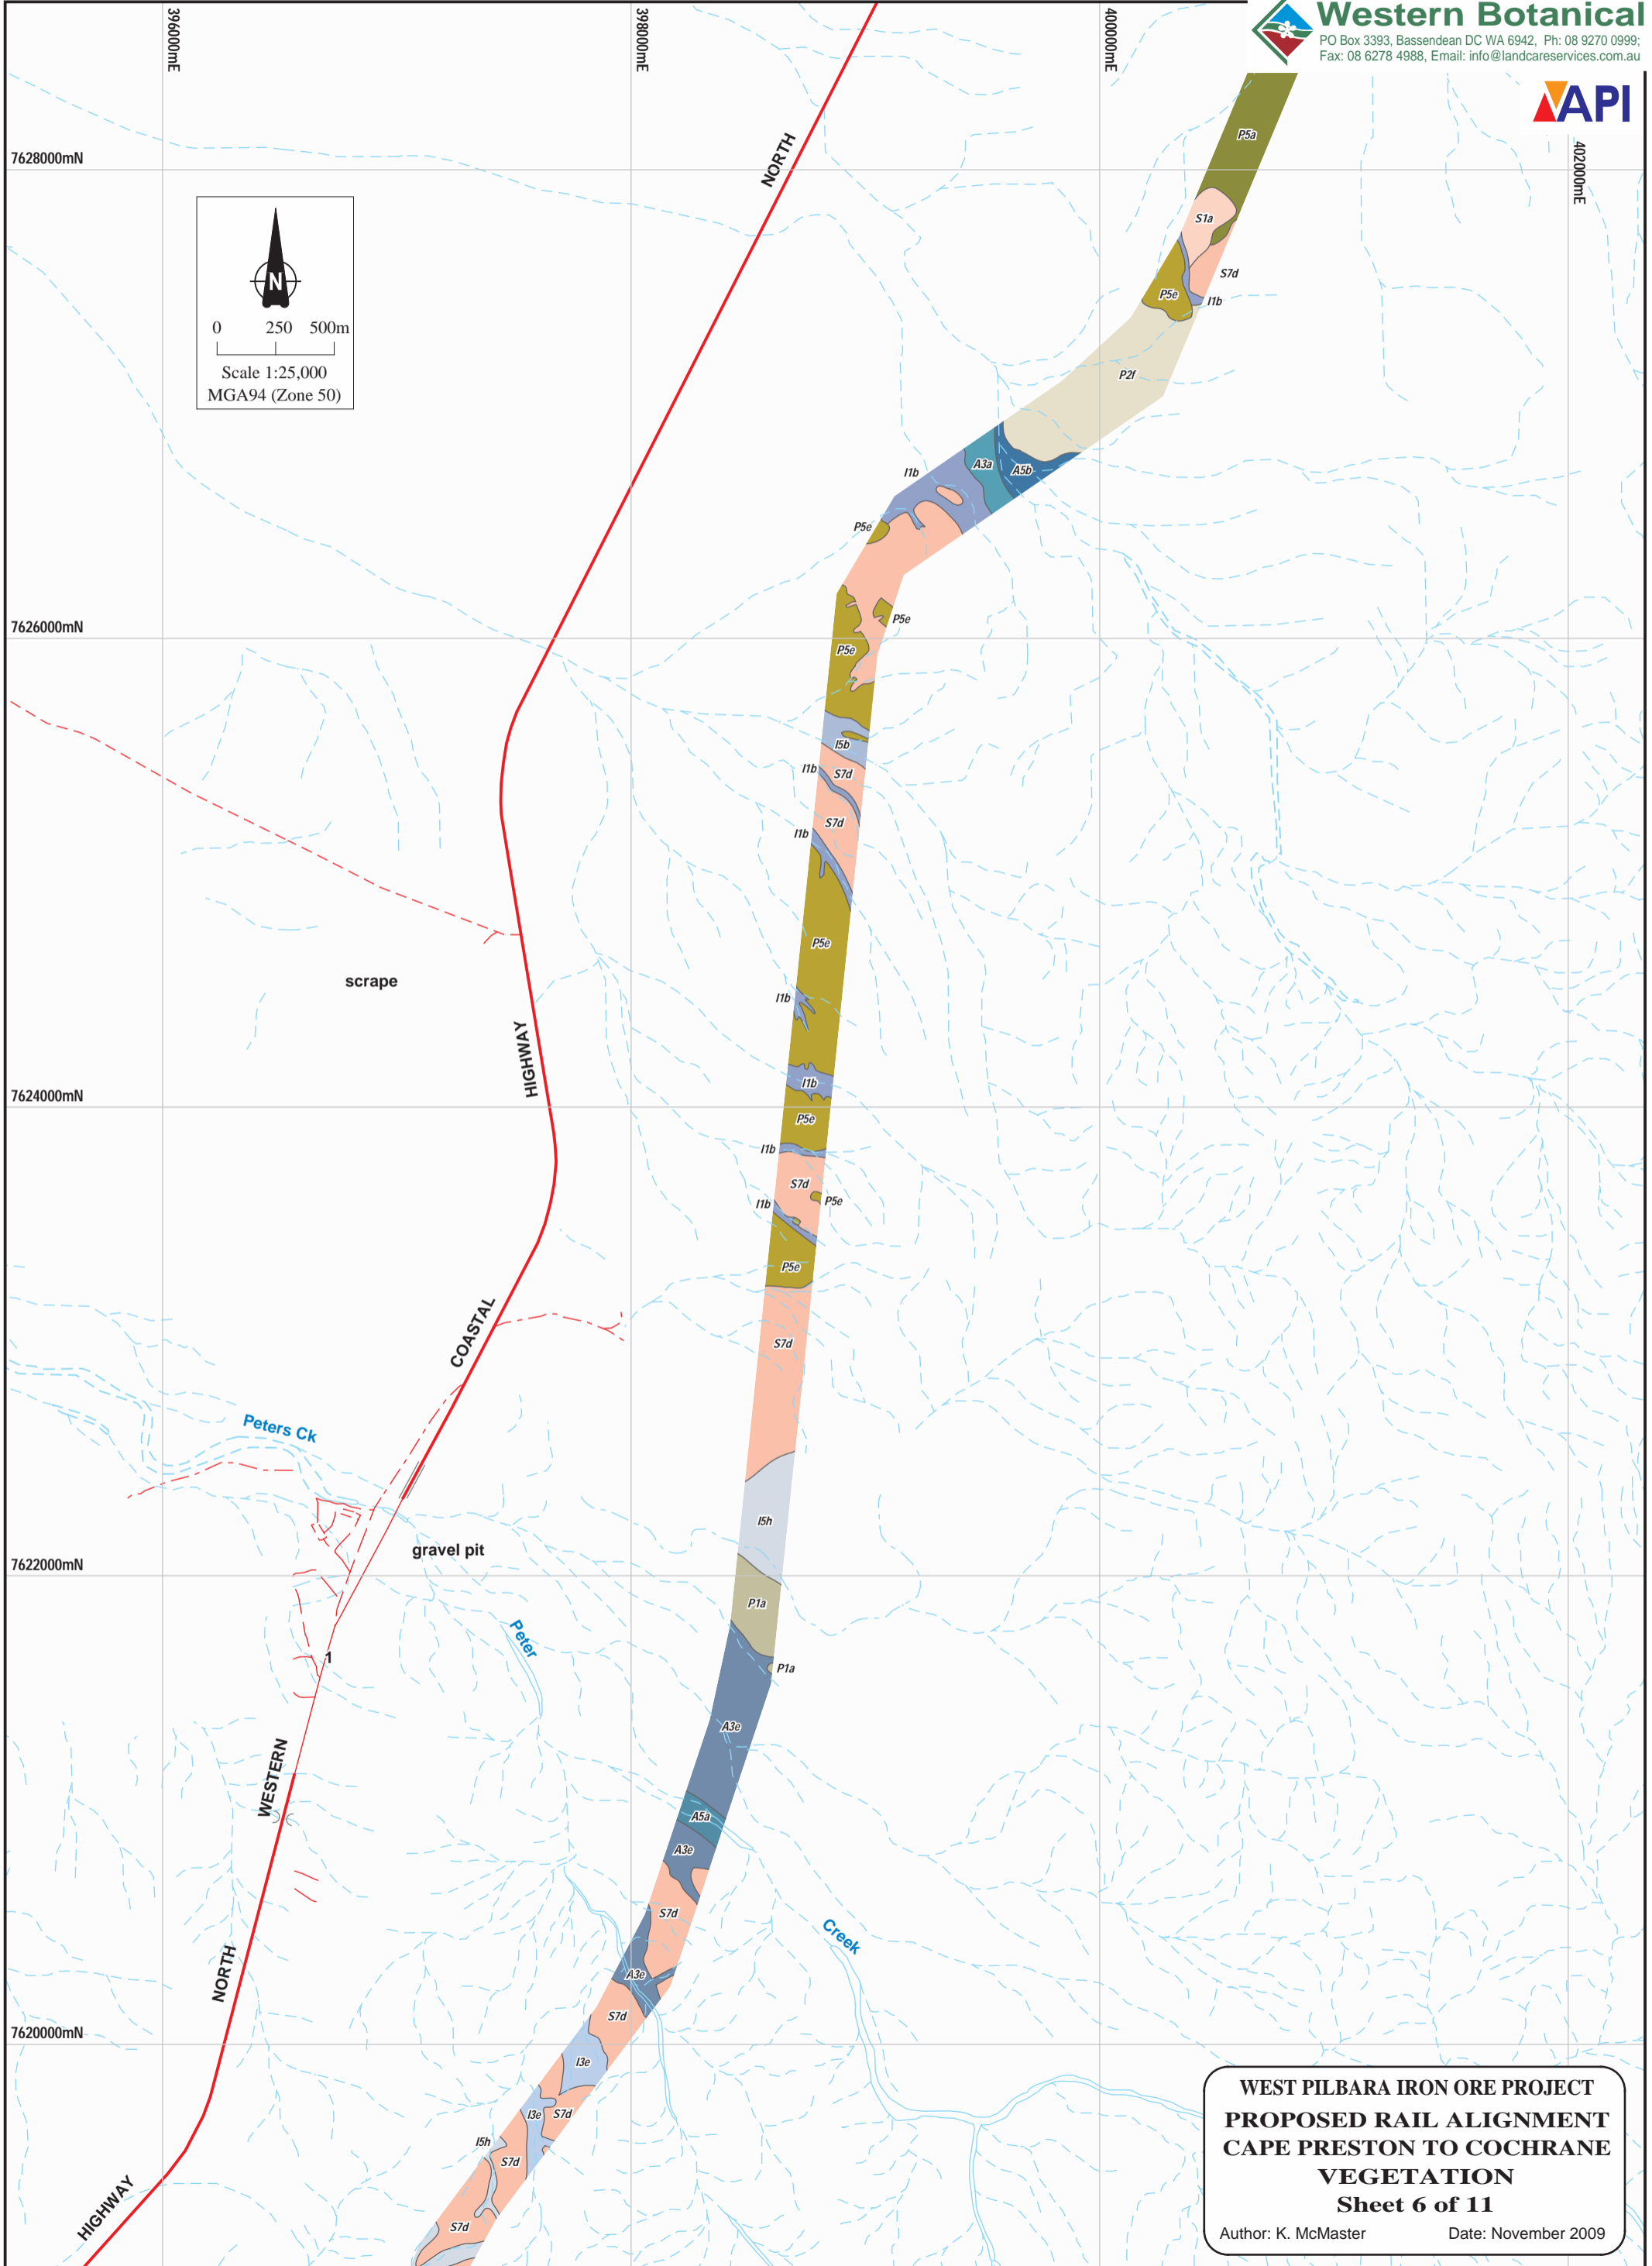 396000mE
398000mE
400000mE
402000mE
Western Botanical
PO Box 3393, Bassendean DC WA 6942, Ph: 08 9270 0999;
Fax: 08 6278 4988, Email: info@landcareservices.com.au
API
7628000mN
NORTH
P5a
S1a
S7d
P5e
I1b
N
0 250 500m
Scale 1:25,000
MGA94 (Zone 50)
P2f
I1b
A3a
A5b
P5e
7626000mN
P5e
P5e
I5b
I1b
S7d
S7d
I1b
P5e
scrape
I1b
HIGHWAY
I1b
7624000mN
P5e
I1b
S7d
P5e
I1b
P5e
COASTAL
S7d
Peters Ck
I5h
gravel pit
7622000mN
P1a
Peter
1
P1a
A3e
WESTERN
A5a
A3e
S7d
Creek
NORTH
A3e
S7d
7620000mN
I3e
I3e
S7d
I5h
S7d
HIGHWAY
S7d
WEST PILBARA IRON ORE PROJECT
PROPOSED RAIL ALIGNMENT
CAPE PRESTON TO COCHRANE
VEGETATION
Sheet 6 of 11
Author: K. McMaster Date: November 2009